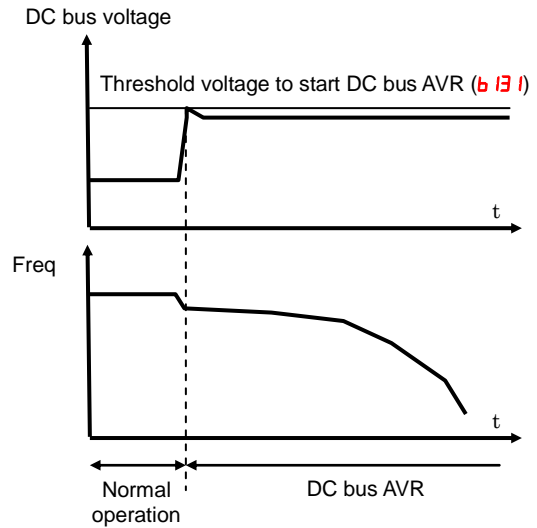 DC bus voltage
Threshold voltage to start DC bus AVR (b131)
t
Freq
t
Normal
operation
DC bus AVR